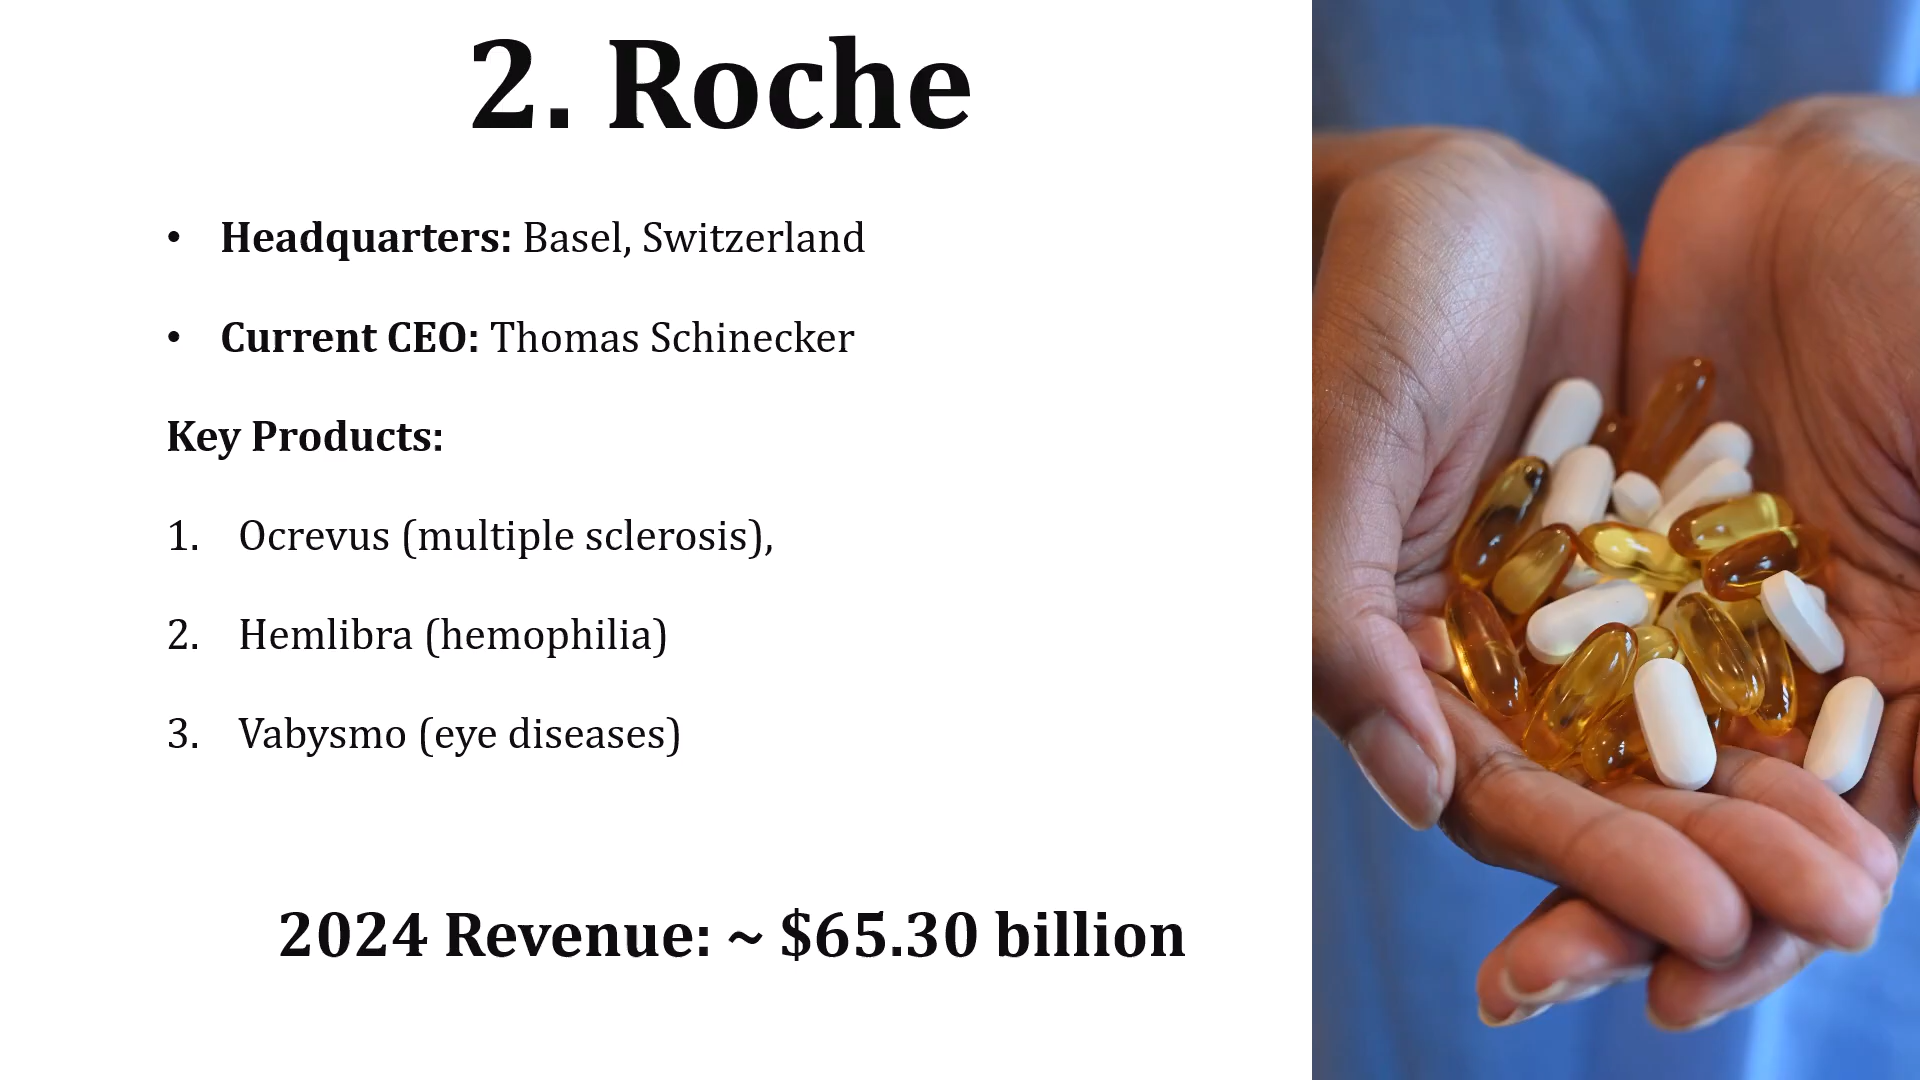 2. Roche
• Headquarters: Basel, Switzerland
• Current CEO: Thomas Schinecker
Key Products:
1. Ocrevus (multiple sclerosis),
2. Hemlibra (hemophilia)
3. Vabysmo (eye diseases)
2024 Revenue: ~ $65.30 billion